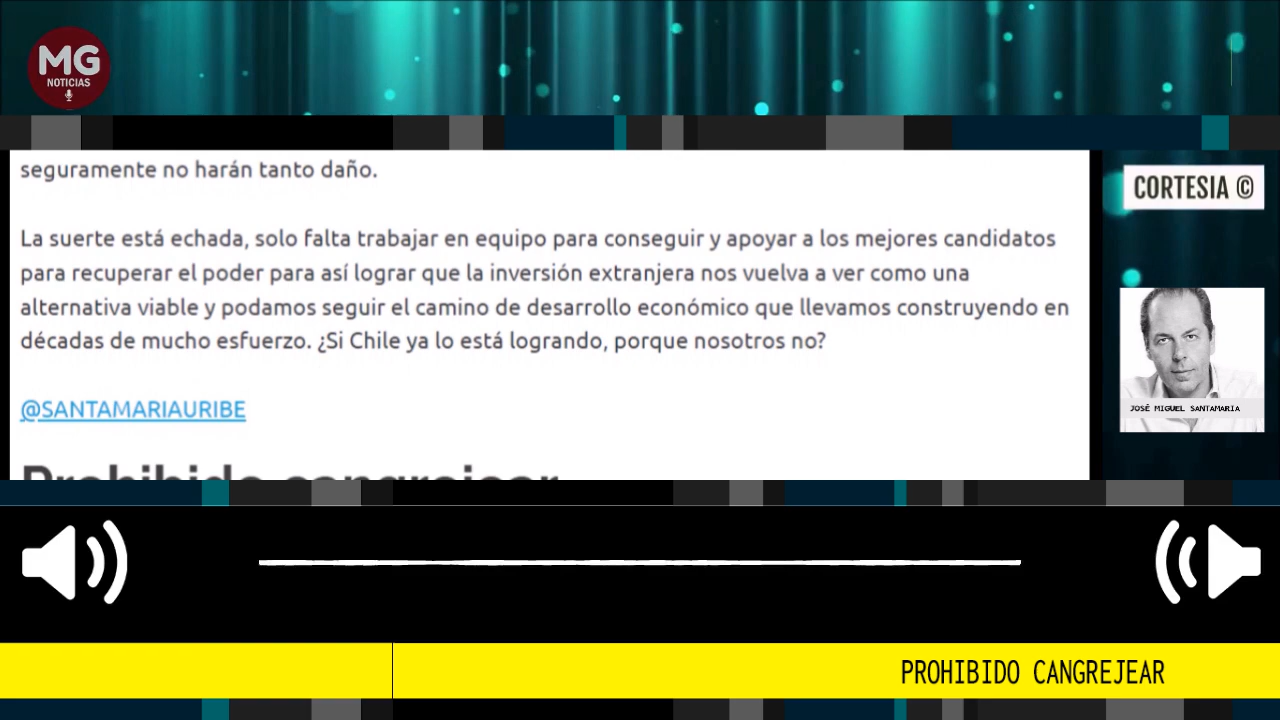 MG
NOTICIAS
seguramente no harán tanto daño.
La suerte está echada, solo falta trabajar en equipo para conseguir y apoyar a los mejores candidatos
para recuperar el poder para así lograr que la inversión extranjera nos vuelva a ver como una
alternativa viable y podamos seguir el camino de desarrollo económico que llevamos construyendo en
décadas de mucho esfuerzo. ¿Si Chile ya lo está logrando, porque nosotros no?
@SANTAMARIAURIBE
Prohibido cangrejear
CORTESIA ©
JOSÉ MIGUEL SANTAMARÍA
PROHIBIDO CANGREJEAR